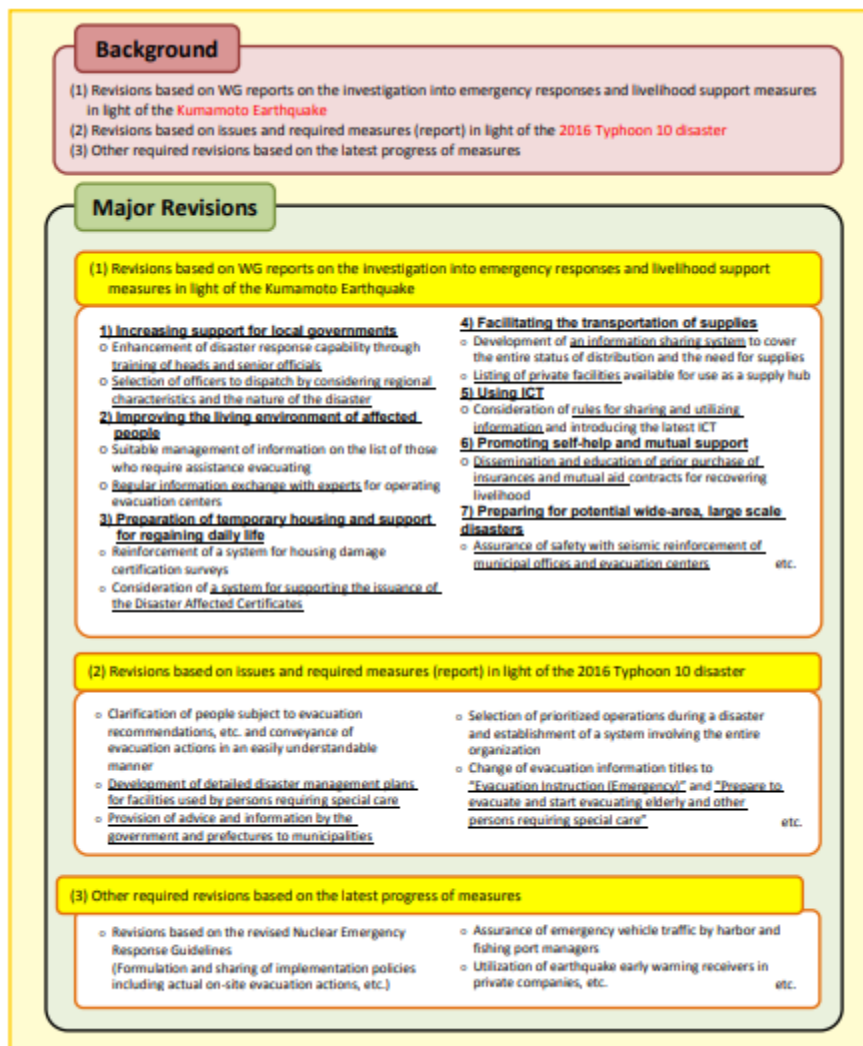 Background
(1) Revisions based on WG reports on the investigation into emergency responses and livelihood support measures
in light of the Kumamoto Earthquake
(2) Revisions based on issues and required measures (report) in light of the 2016 Typhoon 10 disaster
(3) Other required revisions based on the latest progress of measures
Major Revisions
(1) Revisions based on WG reports on the investigation into emergency responses and livelihood support
measures in light of the Kumamoto Earthquake
1) Increasing support for local governments
○ Enhancement of disaster response capability through
training of heads and senior officials
○ Selection of officers to dispatch by considering regional
characteristics and the nature of the disaster
2) Improving the living environment of affected
people
○ Suitable management of information on the list of those
who require assistance evacuating
○ Regular information exchange with experts for operating
evacuation centers
3) Preparation of temporary housing and support
for regaining daily life
○ Reinforcement of a system for housing damage
certification surveys
○ Consideration of a system for supporting the issuance of
the Disaster Affected Certificates
4) Facilitating the transportation of supplies
○ Development of an information sharing system to cover
the entire status of distribution and the need for supplies
○ Listing of private facilities available for use as a supply hub
5) Using ICT
○ Consideration of rules for sharing and utilizing
information and introducing the latest ICT
6) Promoting self-help and mutual support
○ Dissemination and education of prior purchase of
insurances and mutual aid contracts for recovering
livelihood
7) Preparing for potential wide-area, large scale
disasters
○ Assurance of safety with seismic reinforcement of
municipal offices and evacuation centers etc.
(2) Revisions based on issues and required measures (report) in light of the 2016 Typhoon 10 disaster
○ Clarification of people subject to evacuation
recommendations, etc. and conveyance of
evacuation actions in an easily understandable
manner
○ Development of detailed disaster management plans
for facilities used by persons requiring special care
○ Provision of advice and information by the
government and prefectures to municipalities
○ Selection of prioritized operations during a disaster
and establishment of a system involving the entire
organization
○ Change of evacuation information titles to
"Evacuation Instruction (Emergency)" and "Prepare to
evacuate and start evacuating elderly and other
persons requiring special care" etc.
(3) Other required revisions based on the latest progress of measures
○ Revisions based on the revised Nuclear Emergency
Response Guidelines
(Formulation and sharing of implementation policies
including actual on-site evacuation actions, etc.)
○ Assurance of emergency vehicle traffic by harbor and
fishing port managers
○ Utilization of earthquake early warning receivers in
private companies, etc. etc.